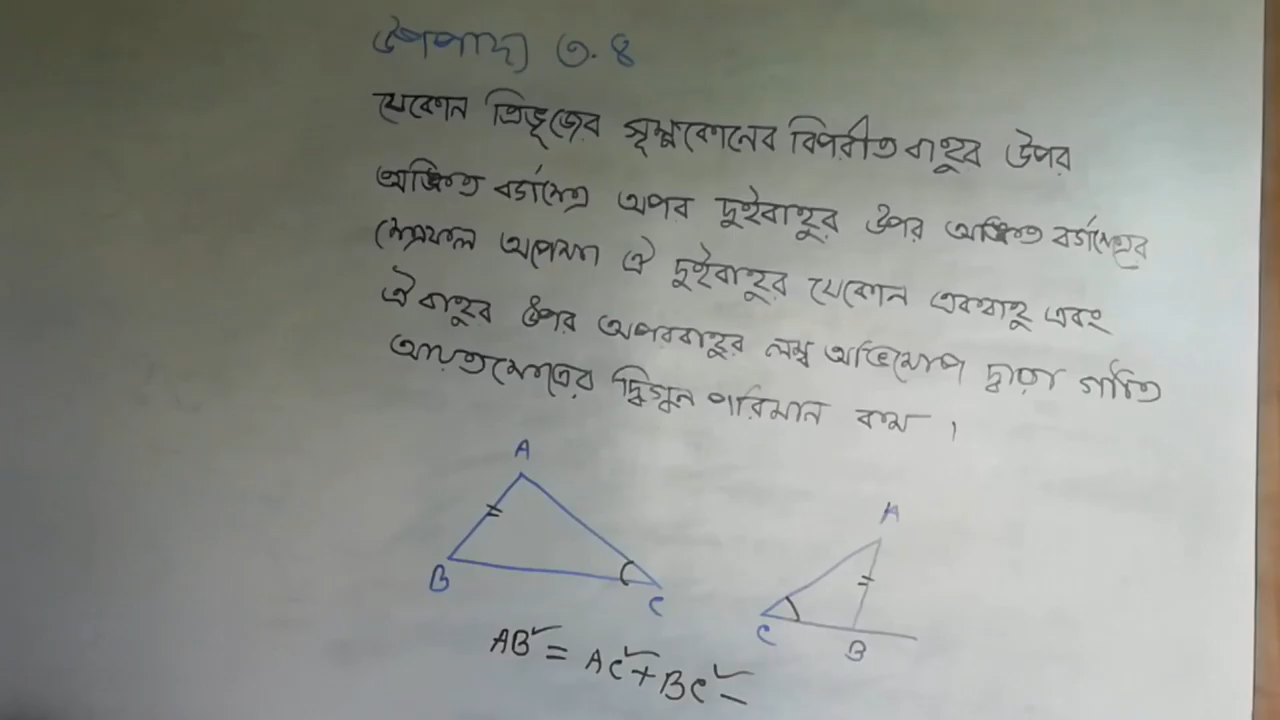 উপপাদ্য ৩.৪
যেকোন ত্রিভূজের সূক্ষ্মকোনের বিপরীত বাহুর উপর
অঙ্কিত বর্গক্ষেত্র অপর দুইবাহুর উপর অঙ্কিত বর্গক্ষেত্রের
ক্ষেত্রফল অপেক্ষা ঐ দুইবাহুর যেকোন একবাহু এবং
ঐ বাহুর উপর অপরবাহুর লম্ব অভিক্ষেপ দ্বারা গঠিত
আয়তক্ষেত্রের দ্বিগুন পরিমান কম ।
A
B
C
A
C
B
AB² = AC² + BC² −